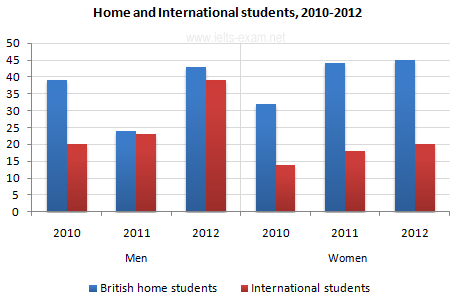 Home and International students, 2010-2012
www.ielts-exam.net
50
45
40
35
30
25
20
15
10
5
0
2010 2011 2012 2010 2011 2012
Men Women
British home students International students